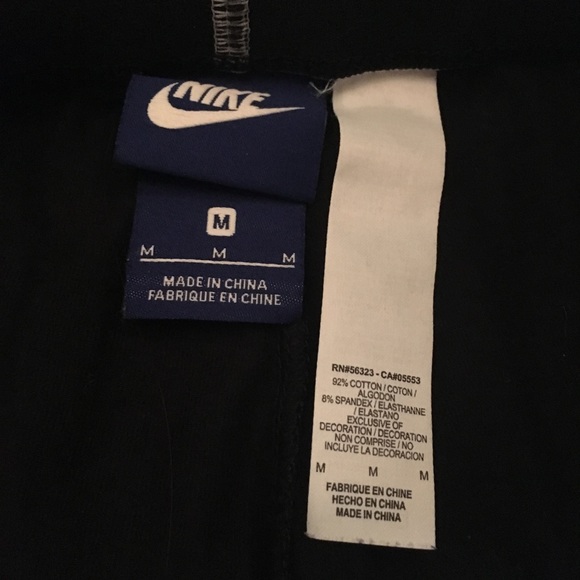 NIKE
M
M M M
MADE IN CHINA
FABRIQUE EN CHINE
RN#56323 - CA#05553
92% COTTON / COTON /
ALGODON
8% SPANDEX / ELASTHANNE
/ ELASTANO
EXCLUSIVE OF
DECORATION / DECORATION
NON COMPRISE / NO
INCLUYE LA DECORACION
M M M
FABRIQUE EN CHINE
HECHO EN CHINA
MADE IN CHINA